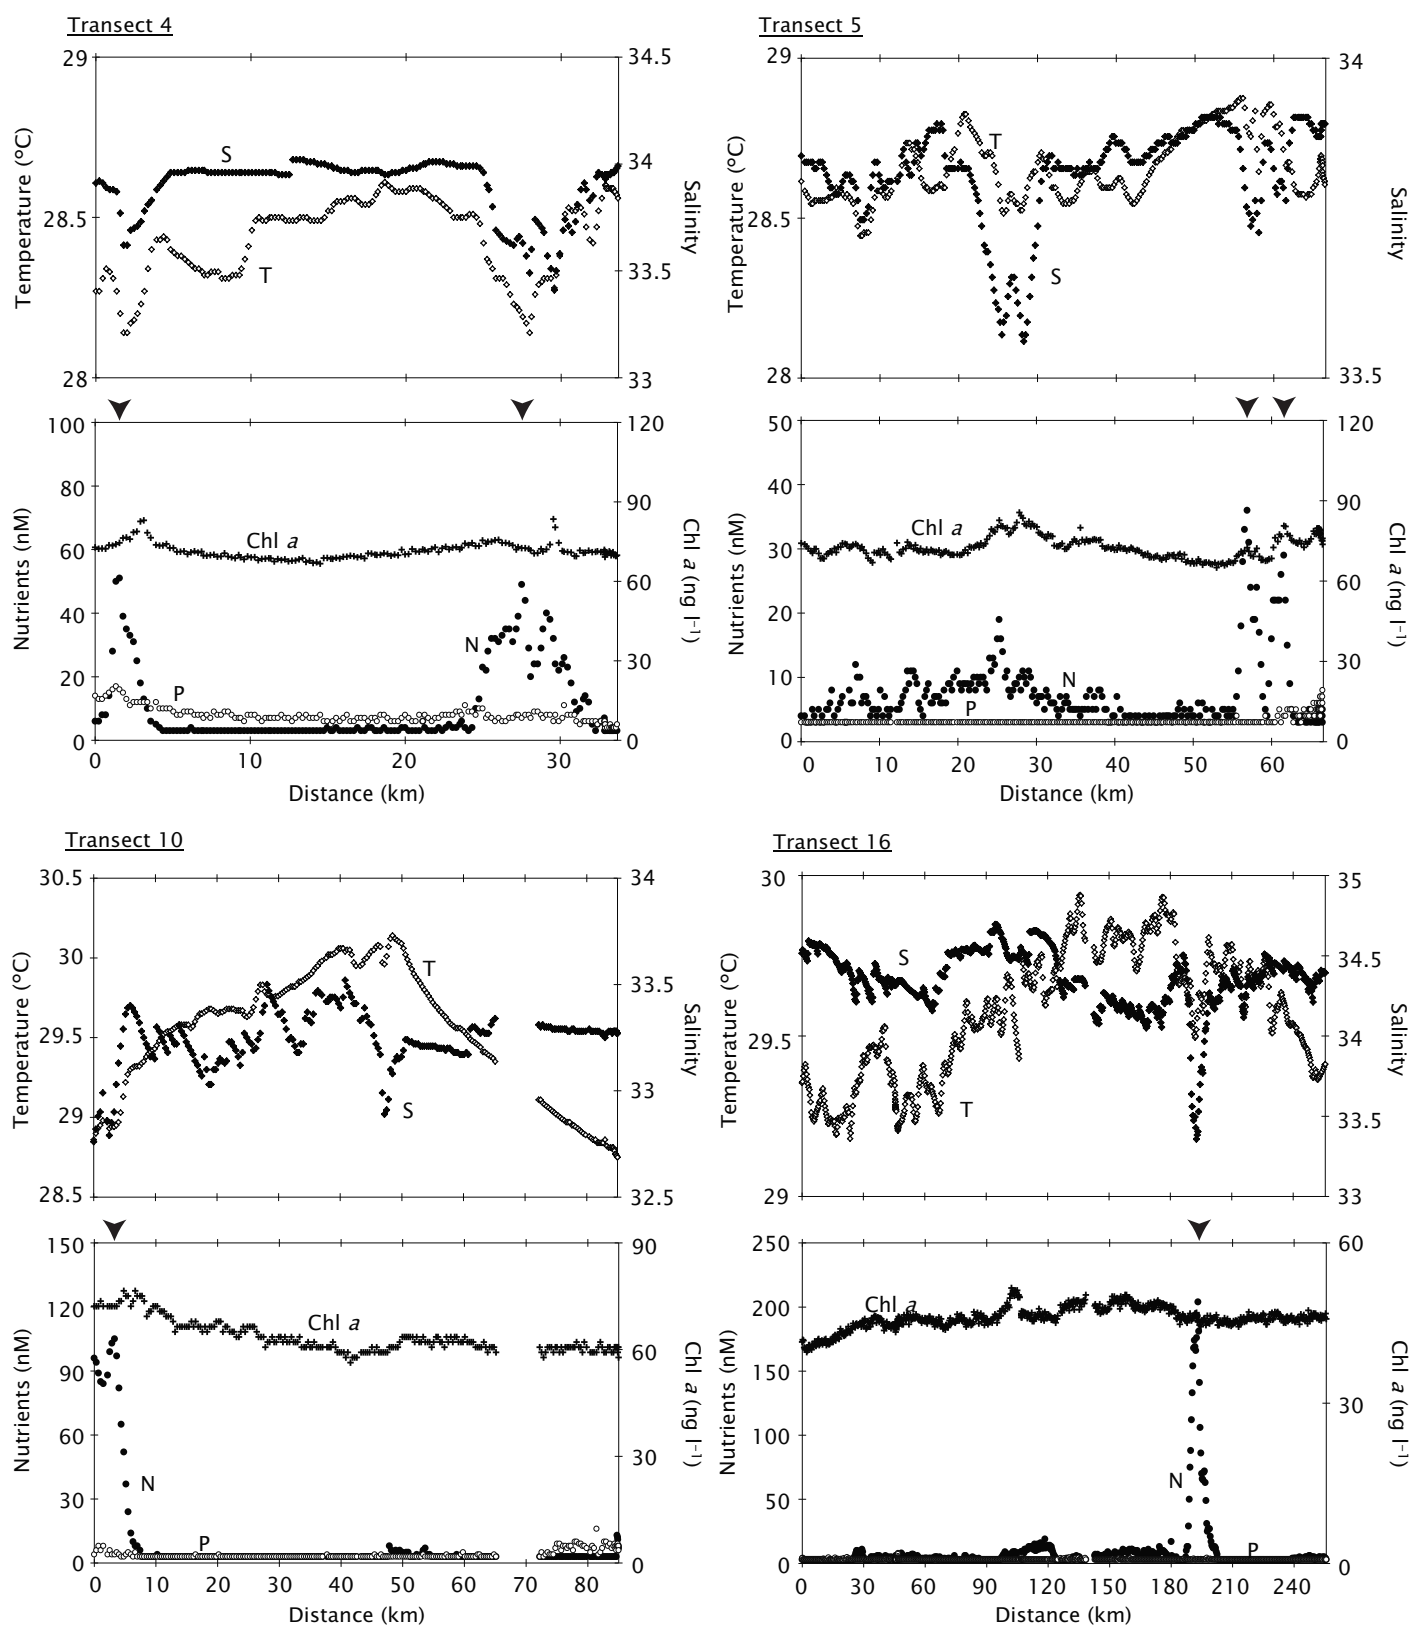 Transect 4
29
28.5
28
Temperature (°C)
34.5
34
33.5
33
Salinity
S
T
100
80
60
40
20
0
Nutrients (nM)
120
90
60
30
0
Chl a (ng l⁻¹)
Chl a
N
P
0 10 20 30
Distance (km)
Transect 5
29
28.5
28
Temperature (°C)
34
33.5
Salinity
T
S
50
40
30
20
10
0
Nutrients (nM)
120
90
60
30
0
Chl a (ng l⁻¹)
Chl a
N
P
0 10 20 30 40 50 60
Distance (km)
Transect 10
30.5
30
29.5
29
28.5
Temperature (°C)
34
33.5
33
32.5
Salinity
T
S
150
120
90
60
30
0
Nutrients (nM)
90
60
30
0
Chl a (ng l⁻¹)
Chl a
N
P
0 10 20 30 40 50 60 70 80
Distance (km)
Transect 16
30
29.5
29
Temperature (°C)
35
34.5
34
33.5
33
Salinity
S
T
250
200
150
100
50
0
Nutrients (nM)
60
30
0
Chl a (ng l⁻¹)
Chl a
N
P
0 30 60 90 120 150 180 210 240
Distance (km)